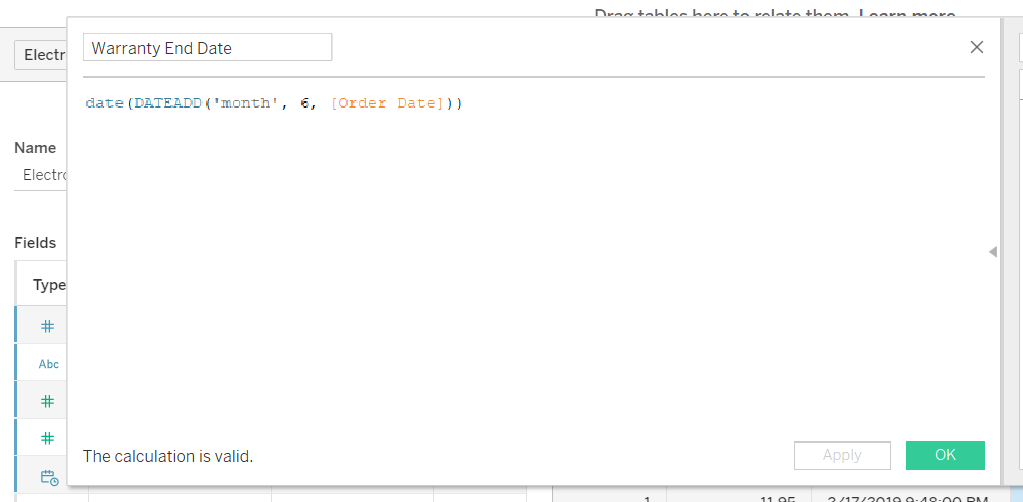 Drag tables here to relate them. Learn more
Electr
Warranty End Date
date(DATEADD('month', 6, [Order Date]))
Name
Electro
Fields
Type
#
Abc
#
#
The calculation is valid.
Apply
OK
1
11.95
3/17/2019 9:48:00 PM